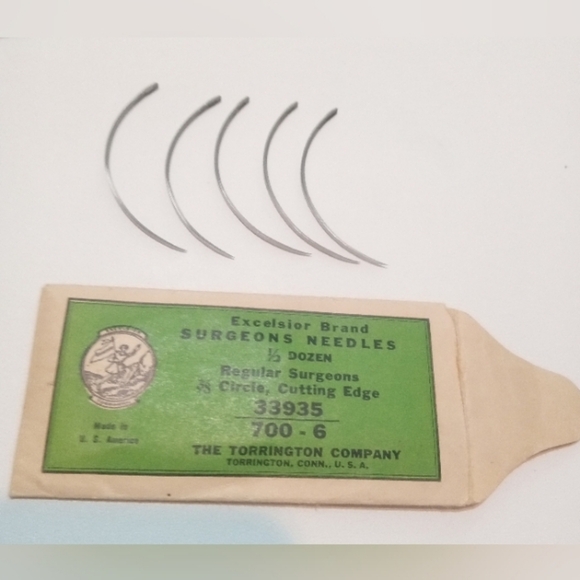 Excelsior Brand
SURGEONS NEEDLES
½ DOZEN
Regular Surgeons
⅜ Circle, Cutting Edge
33935
700 - 6
Made in
U. S. America
THE TORRINGTON COMPANY
TORRINGTON, CONN., U. S. A.